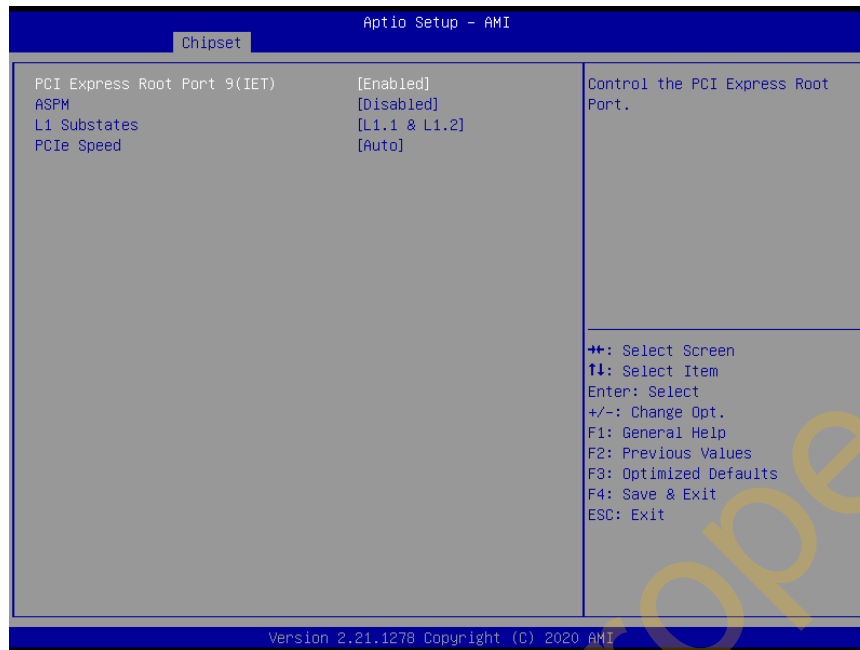 Aptio Setup – AMI
Chipset
PCI Express Root Port 9(IET) [Enabled]
ASPM [Disabled]
L1 Substates [L1.1 & L1.2]
PCIe Speed [Auto]
Control the PCI Express Root
Port.
→←: Select Screen
↑↓: Select Item
Enter: Select
+/-: Change Opt.
F1: General Help
F2: Previous Values
F3: Optimized Defaults
F4: Save & Exit
ESC: Exit
Version 2.21.1278 Copyright (C) 2020 AMI
rope